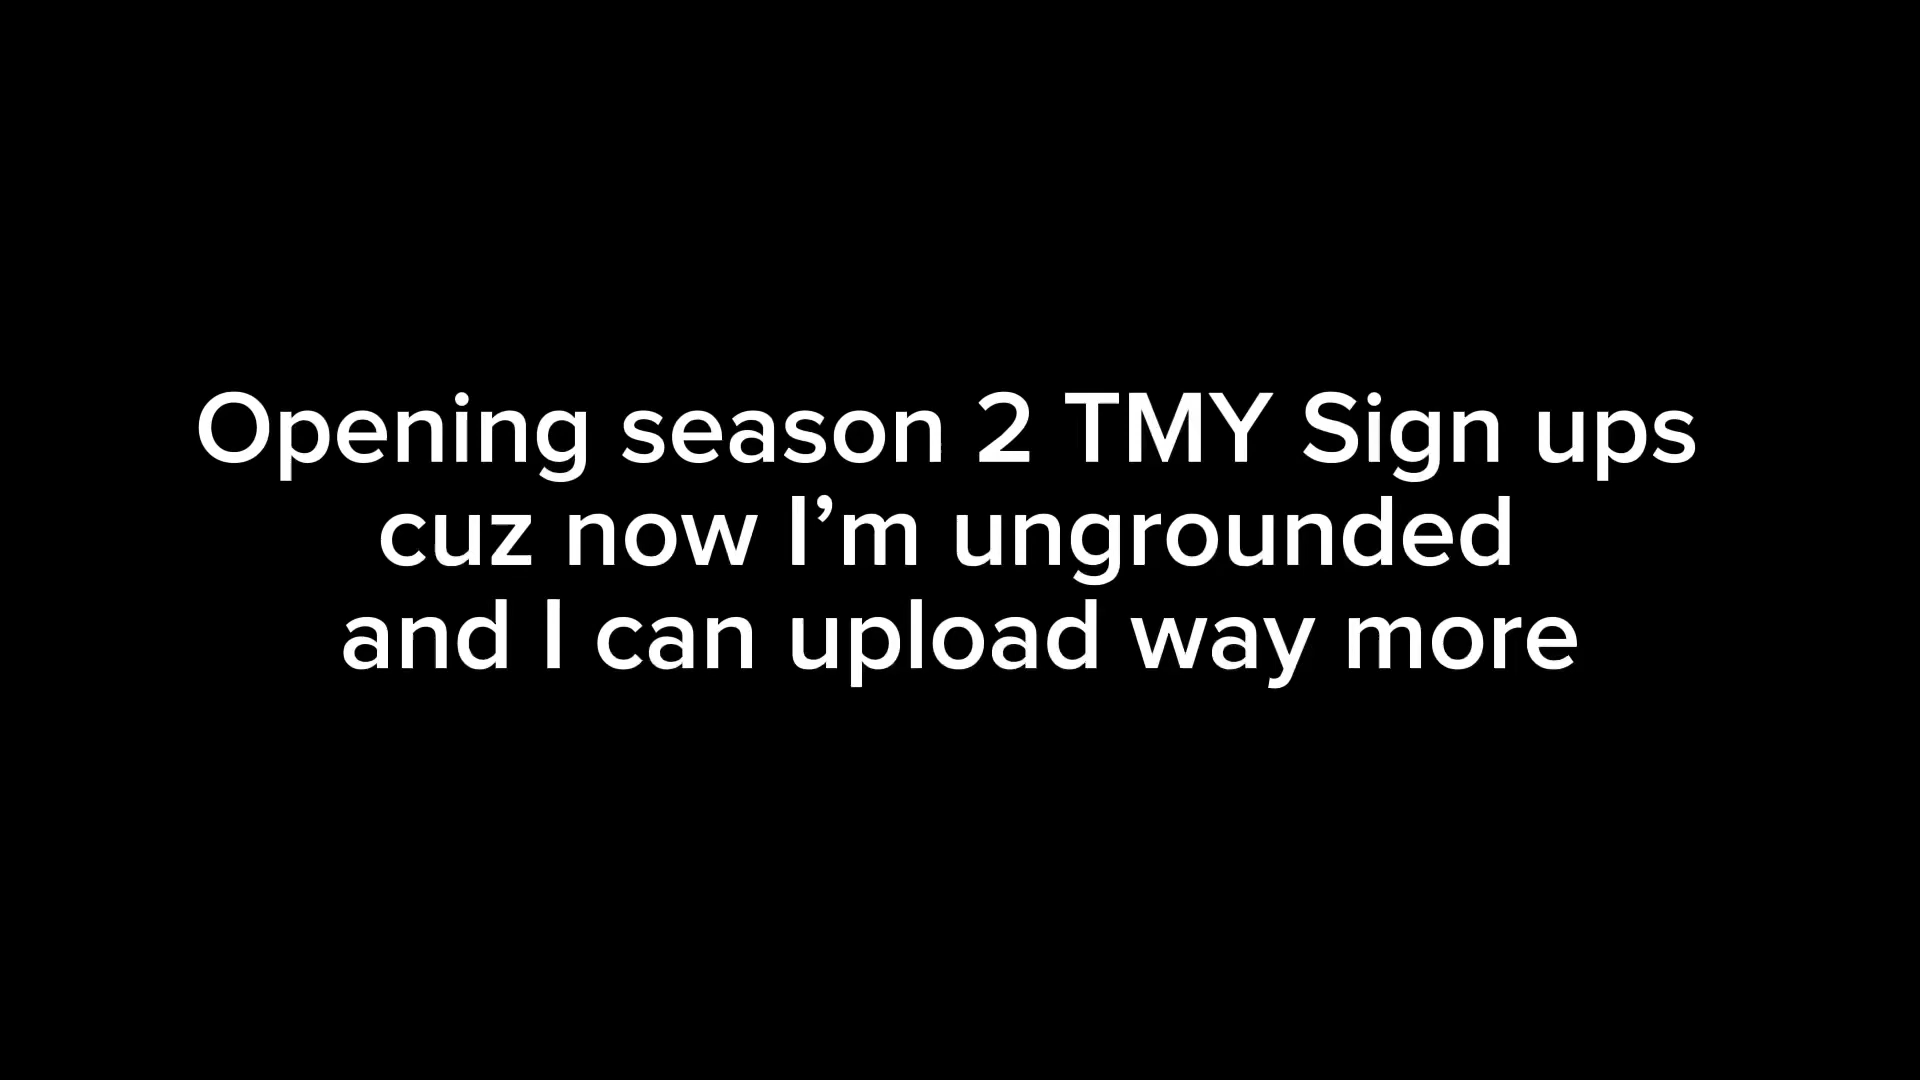 Opening season 2 TMY Sign ups
cuz now I’m ungrounded
and I can upload way more